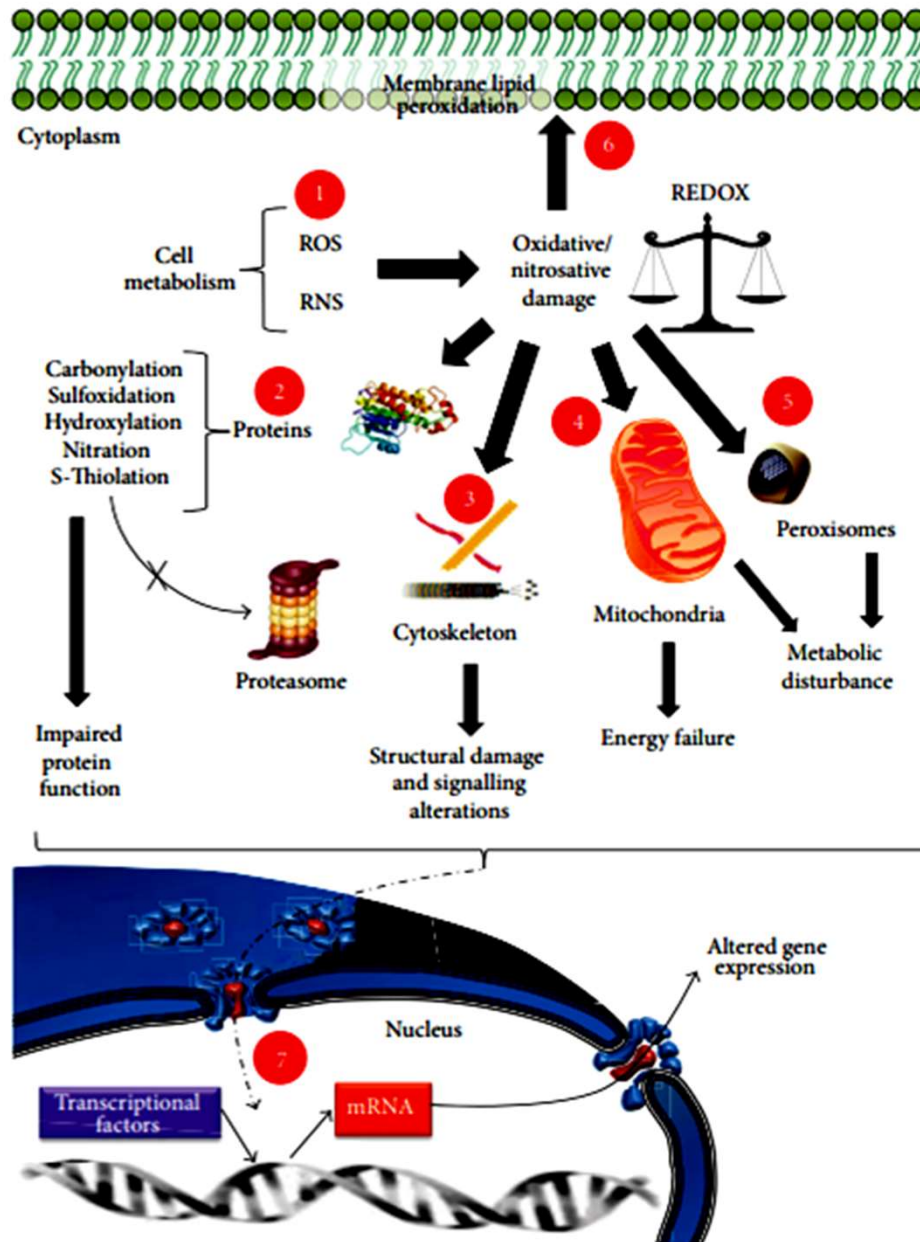 Membrane lipid
peroxidation
Cytoplasm
6
1
REDOX
Cell
metabolism
ROS
RNS
Oxidative/
nitrosative
damage
Carbonylation
Sulfoxidation
Hydroxylation
Nitration
S-Thiolation
2
Proteins
3
4
5
Peroxisomes
Cytoskeleton
Mitochondria
Proteasome
Metabolic
disturbance
Impaired
protein
function
Structural damage
and signalling
alterations
Energy failure
Altered gene
expression
Nucleus
7
Transcriptional
factors
mRNA